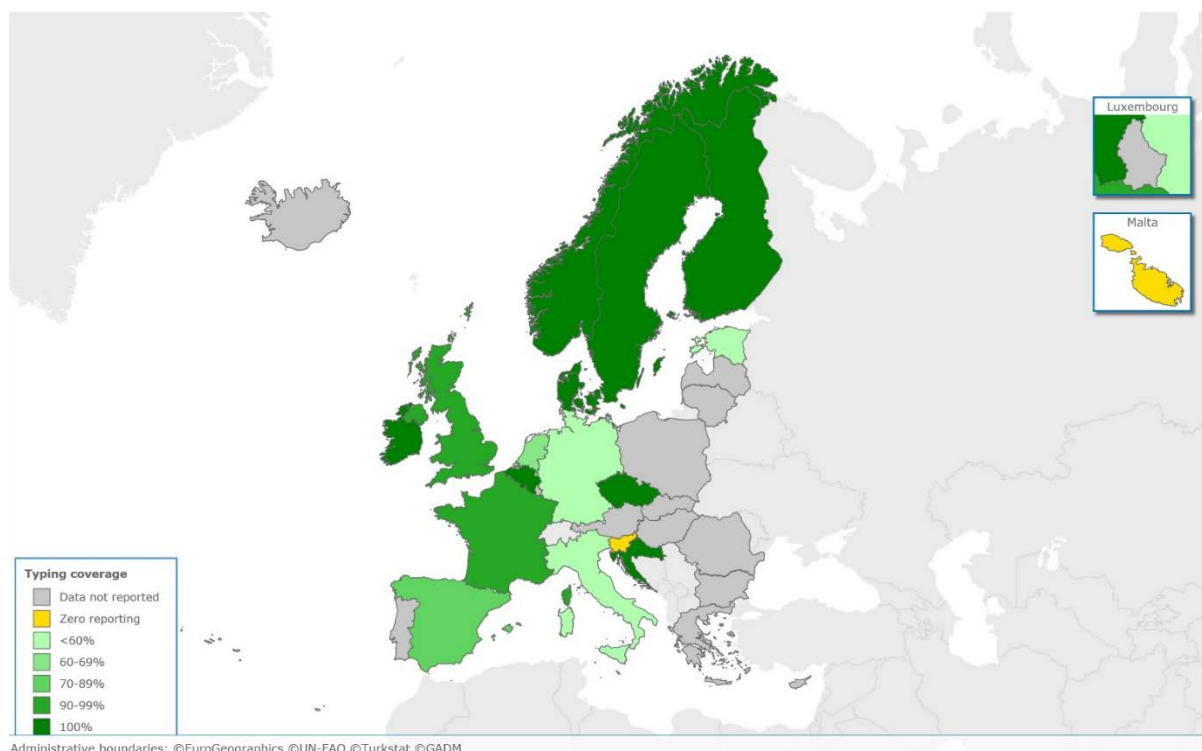 Luxembourg
Malta
Typing coverage
Data not reported
Zero reporting
<60%
60-69%
70-89%
90-99%
100%
Administrative boundaries: ©EuroGeographics ©UN-FAO ©Turkstat ©GADM